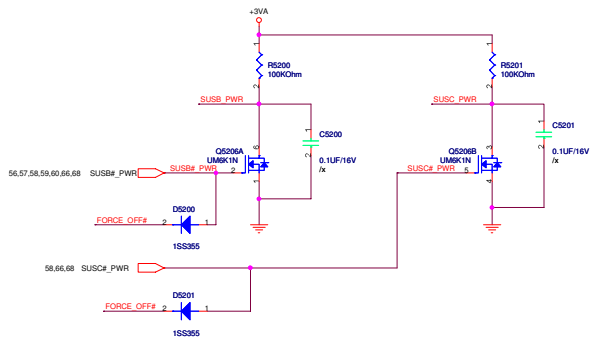 +3VA
1
R5200
100KOhm
2
1
R5201
100KOhm
2
SUSB_PWR
SUSC_PWR
1
C5200
2
0.1UF/16V
/x
1
C5201
2
0.1UF/16V
/x
Q5206A
UM6K1N
6
2
1
Q5206B
UM6K1N
3
5
4
56,57,58,59,60,66,68 SUSB#_PWR
SUSB#_PWR
SUSC#_PWR
FORCE_OFF#
2
D5200
1
1SS355
58,66,68 SUSC#_PWR
FORCE_OFF#
2
D5201
1
1SS355